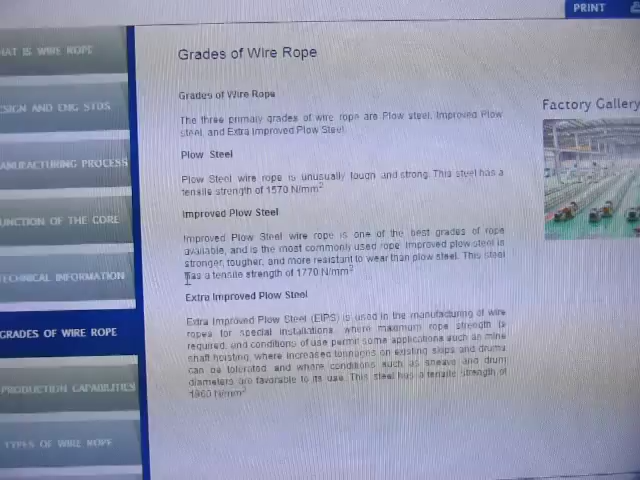 PRINT
HAT IS WIRE ROPE
SIGN AND ENG STDS
ANUFACTURING PROCESS
UNCTION OF THE CORE
TECHNICAL INFORMATION
GRADES OF WIRE ROPE
PRODUCTION CAPABILITIES
TYPES OF WIRE ROPE
Grades of Wire Rope
Grades of Wire Rope
The three primary grades of wire rope are Plow steel, Improved Plow
steel, and Extra Improved Plow Steel.
Plow Steel
Plow Steel wire rope is unusually tough and strong. This steel has a
tensile strength of 1570 N/mm²
Improved Plow Steel
Improved Plow Steel wire rope is one of the best grades of rope
available, and is the most commonly used rope. Improved plow steel is
stronger, tougher, and more resistant to wear than plow steel. This steel
has a tensile strength of 1770 N/mm²
Extra Improved Plow Steel
Extra Improved Plow Steel (EIPS) is used in the manufacturing of wire
ropes for special installations, where maximum rope strength is
required, and conditions of use permit some applications such as mine
shaft hoisting, where increased tonnages on existing skips and drums
can be tolerated, and where conditions such as sheave and drum
diameters are favorable to its use. This steel has a tensile strength of
1960 N/mm²
Factory Gallery